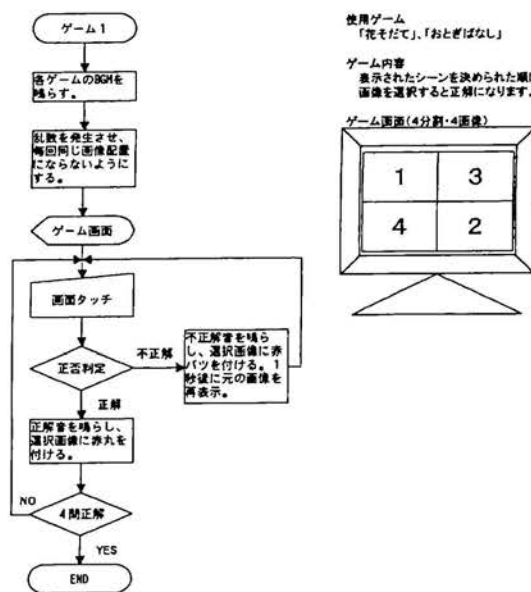 ゲーム1
各ゲームのBGMを
鳴らす。
乱数を発生させ、
毎回同じ画像配置
にならないように
する。
ゲーム画面
画面タッチ
正否判定
不正解
不正解音を鳴ら
し、選択画像に赤
バツを付ける。1
秒後に元の画像を
再表示。
正解
正解音を鳴らし、
選択画像に赤丸を
付ける。
NO
4問正解
YES
END
使用ゲーム
「花そだて」、「おとぎばなし」
ゲーム内容
表示されたシーンを決められた順に
画像を選択すると正解になります。
ゲーム画面(4分割・4画像)
1 3
4 2